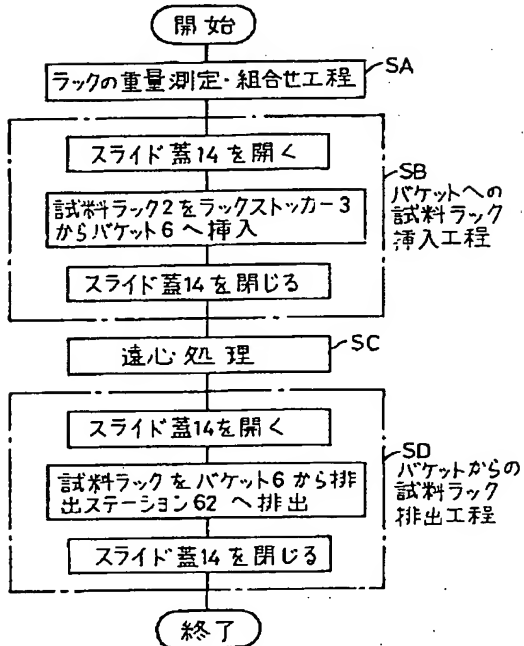 開始
ラックの重量測定・組合せ工程
SA
スライド蓋14を開く
試料ラック2をラックストッカー3
からバケット6へ挿入
スライド蓋14を閉じる
SB
バケットへの
試料ラック
挿入工程
遠心処理
SC
スライド蓋14を開く
試料ラックをバケット6から排
出ステーション62へ排出
スライド蓋14を閉じる
SD
バケットからの
試料ラック
排出工程
終了